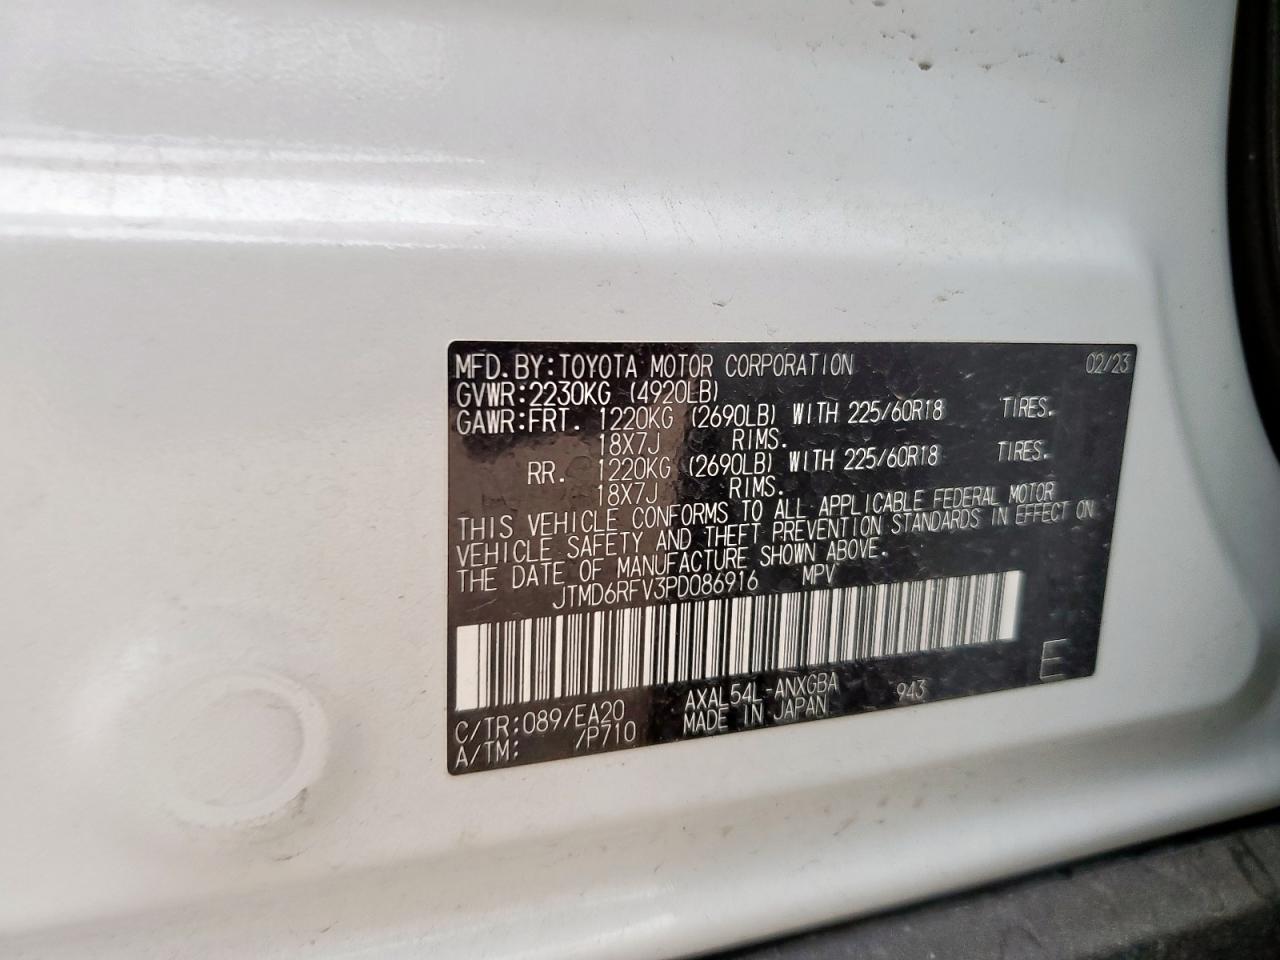 MFD.BY:TOYOTA MOTOR CORPORATION 02/23
GVWR:2230KG (4920LB)
GAWR:FRT. 1220KG (2690LB) WITH 225/60R18 TIRES.
18X7J RIMS.
RR. 1220KG (2690LB) WITH 225/60R18 TIRES.
18X7J RIMS.
THIS VEHICLE CONFORMS TO ALL APPLICABLE FEDERAL MOTOR
VEHICLE SAFETY AND THEFT PREVENTION STANDARDS IN EFFECT ON
THE DATE OF MANUFACTURE SHOWN ABOVE.
JTMD6RFV3PD086916 MPV
E
C/TR:089/EA20 AXAL54L-ANXGBA 943
A/TM: /P710 MADE IN JAPAN